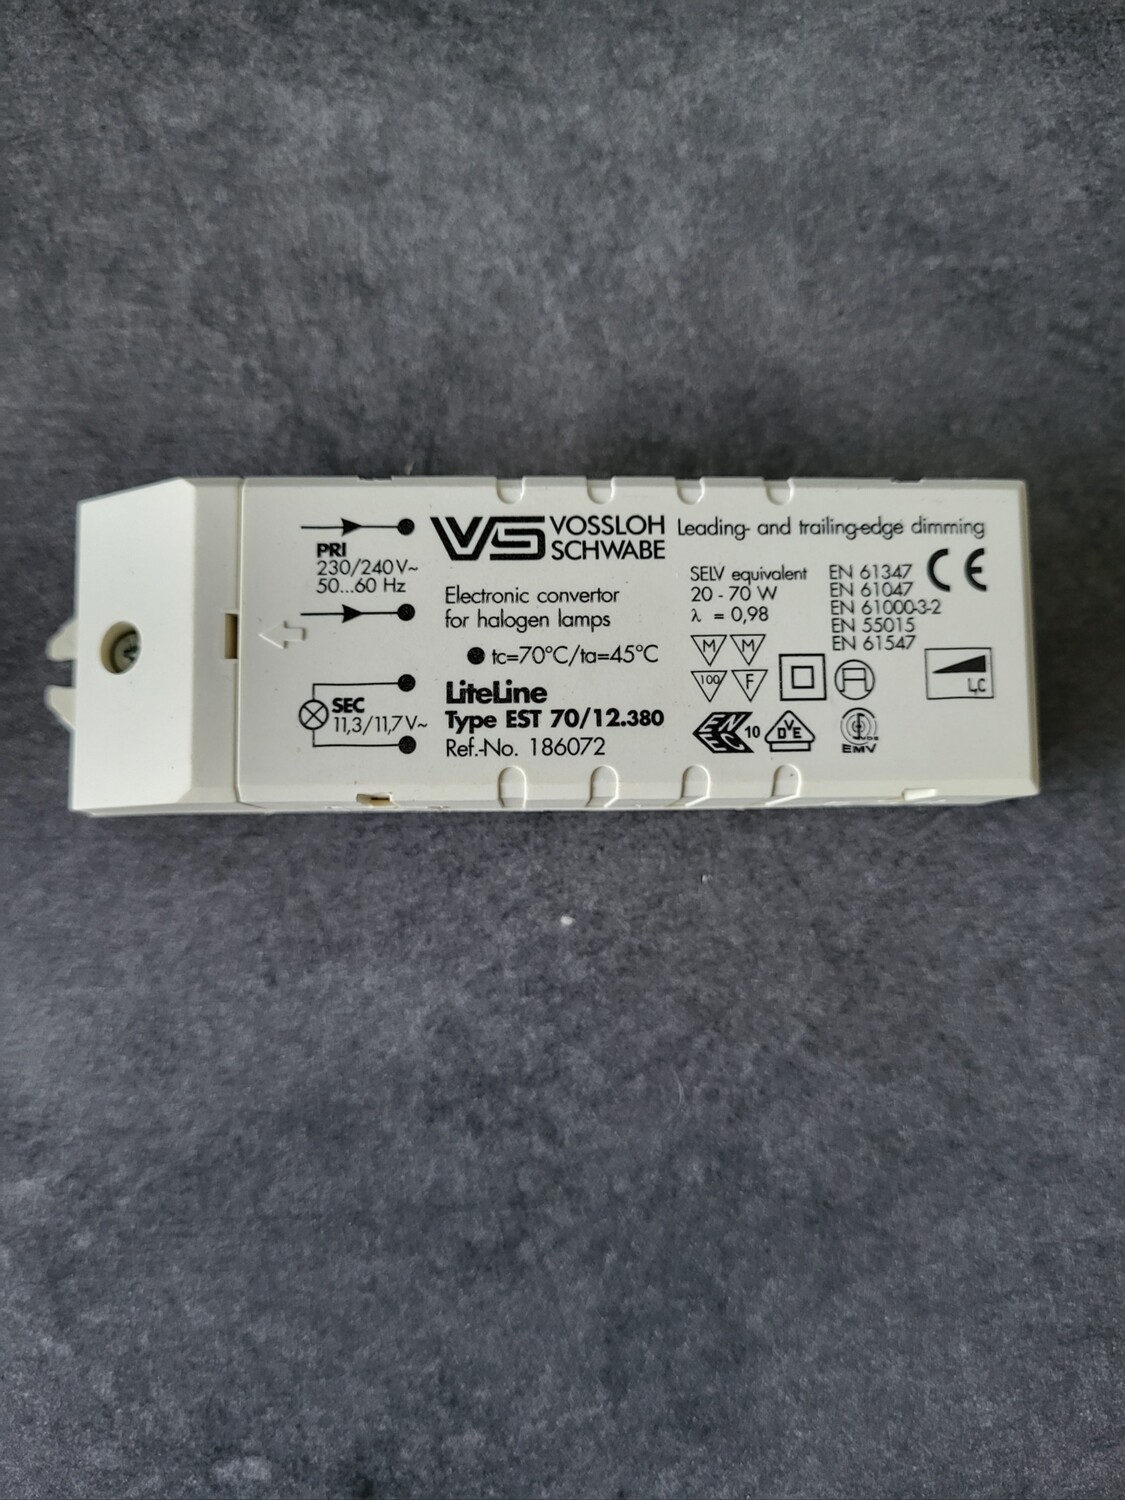 PRI
230/240V~
50...60 Hz
SEC
11,3/11,7V~
VS VOSSLOH
SCHWABE
Electronic convertor
for halogen lamps
tc=70°C/ta=45°C
LiteLine
Type EST 70/12.380
Ref.-No. 186072
Leading- and trailing-edge dimming
SELV equivalent
20 - 70 W
λ = 0,98
EN 61347
EN 61047
EN 61000-3-2
EN 55015
EN 61547
CE
M M
100 F
L,C
ENEC 10
DVE
VDE
EMV